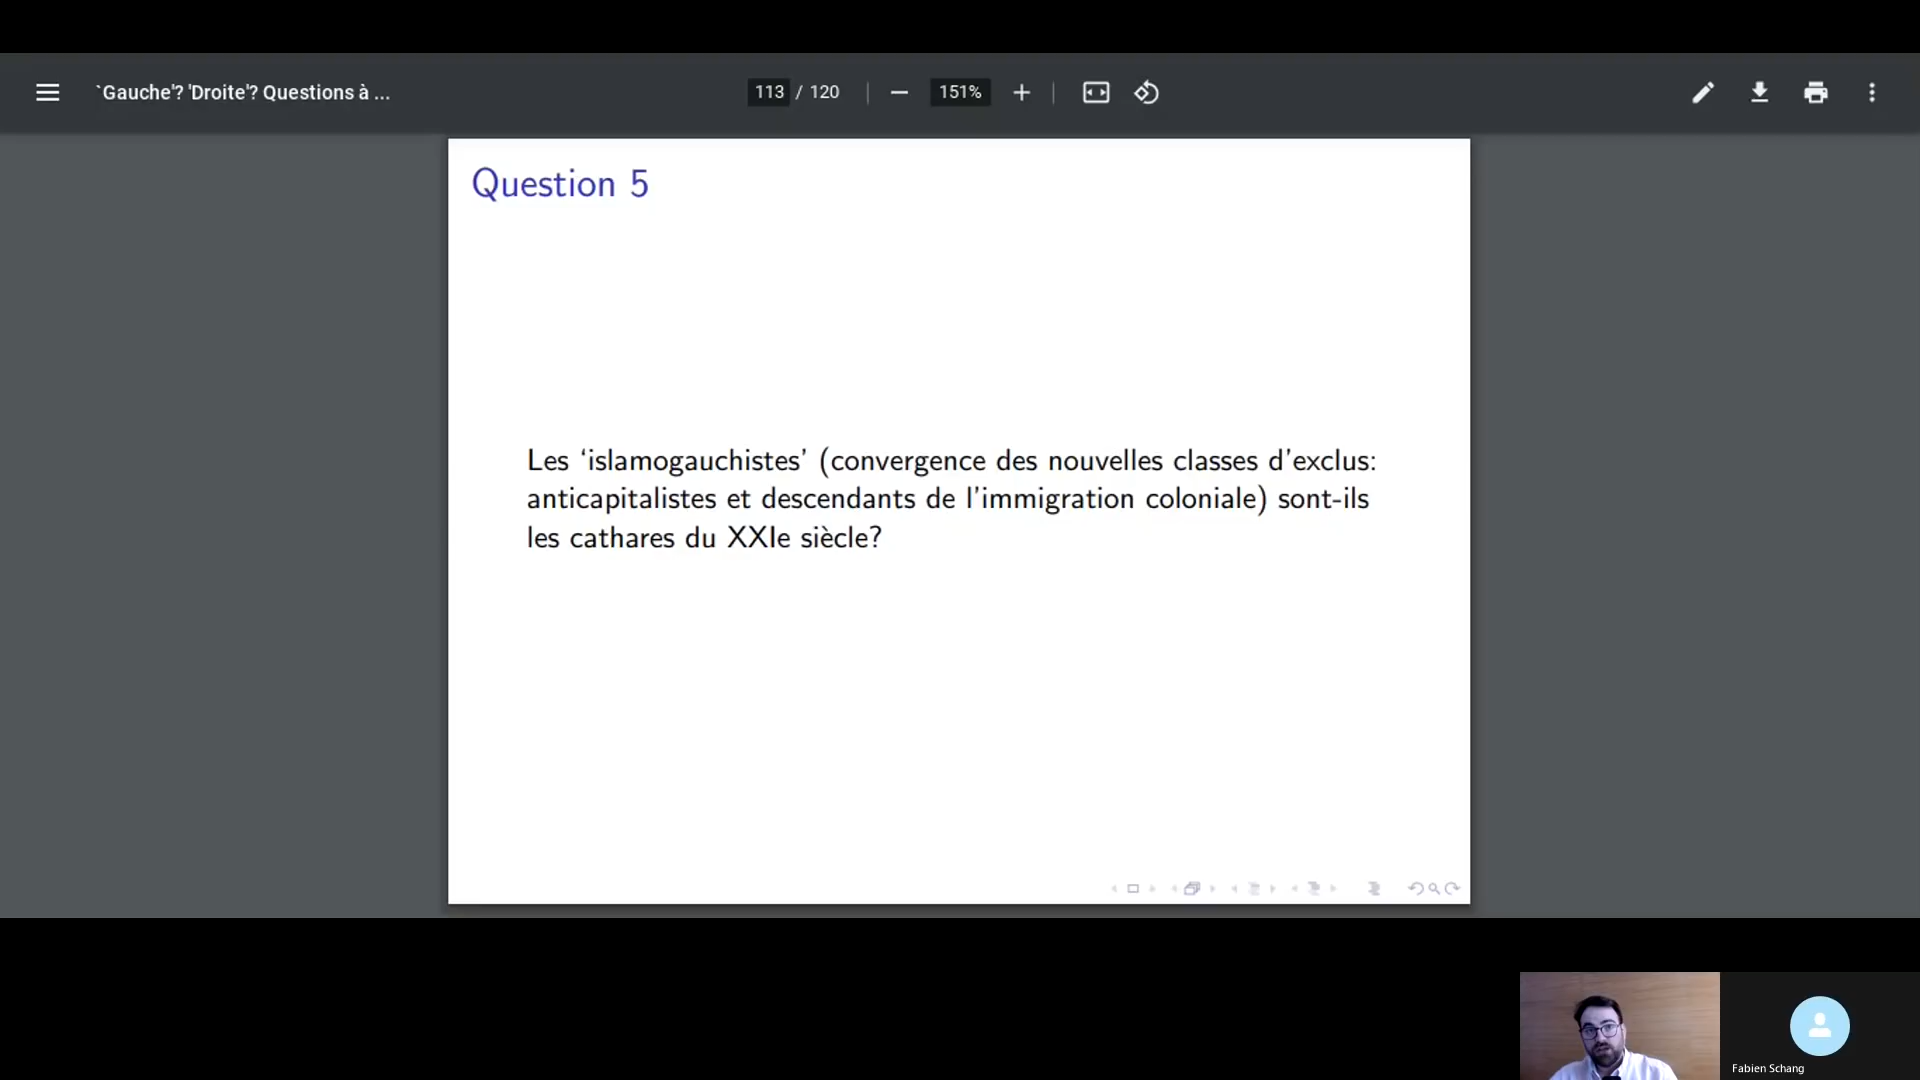 `Gauche'? 'Droite'? Questions à ...
113 / 120
151%
Question 5
Les ‘islamogauchistes’ (convergence des nouvelles classes d’exclus:
anticapitalistes et descendants de l’immigration coloniale) sont-ils
les cathares du XXIe siècle?
Fabien Schang